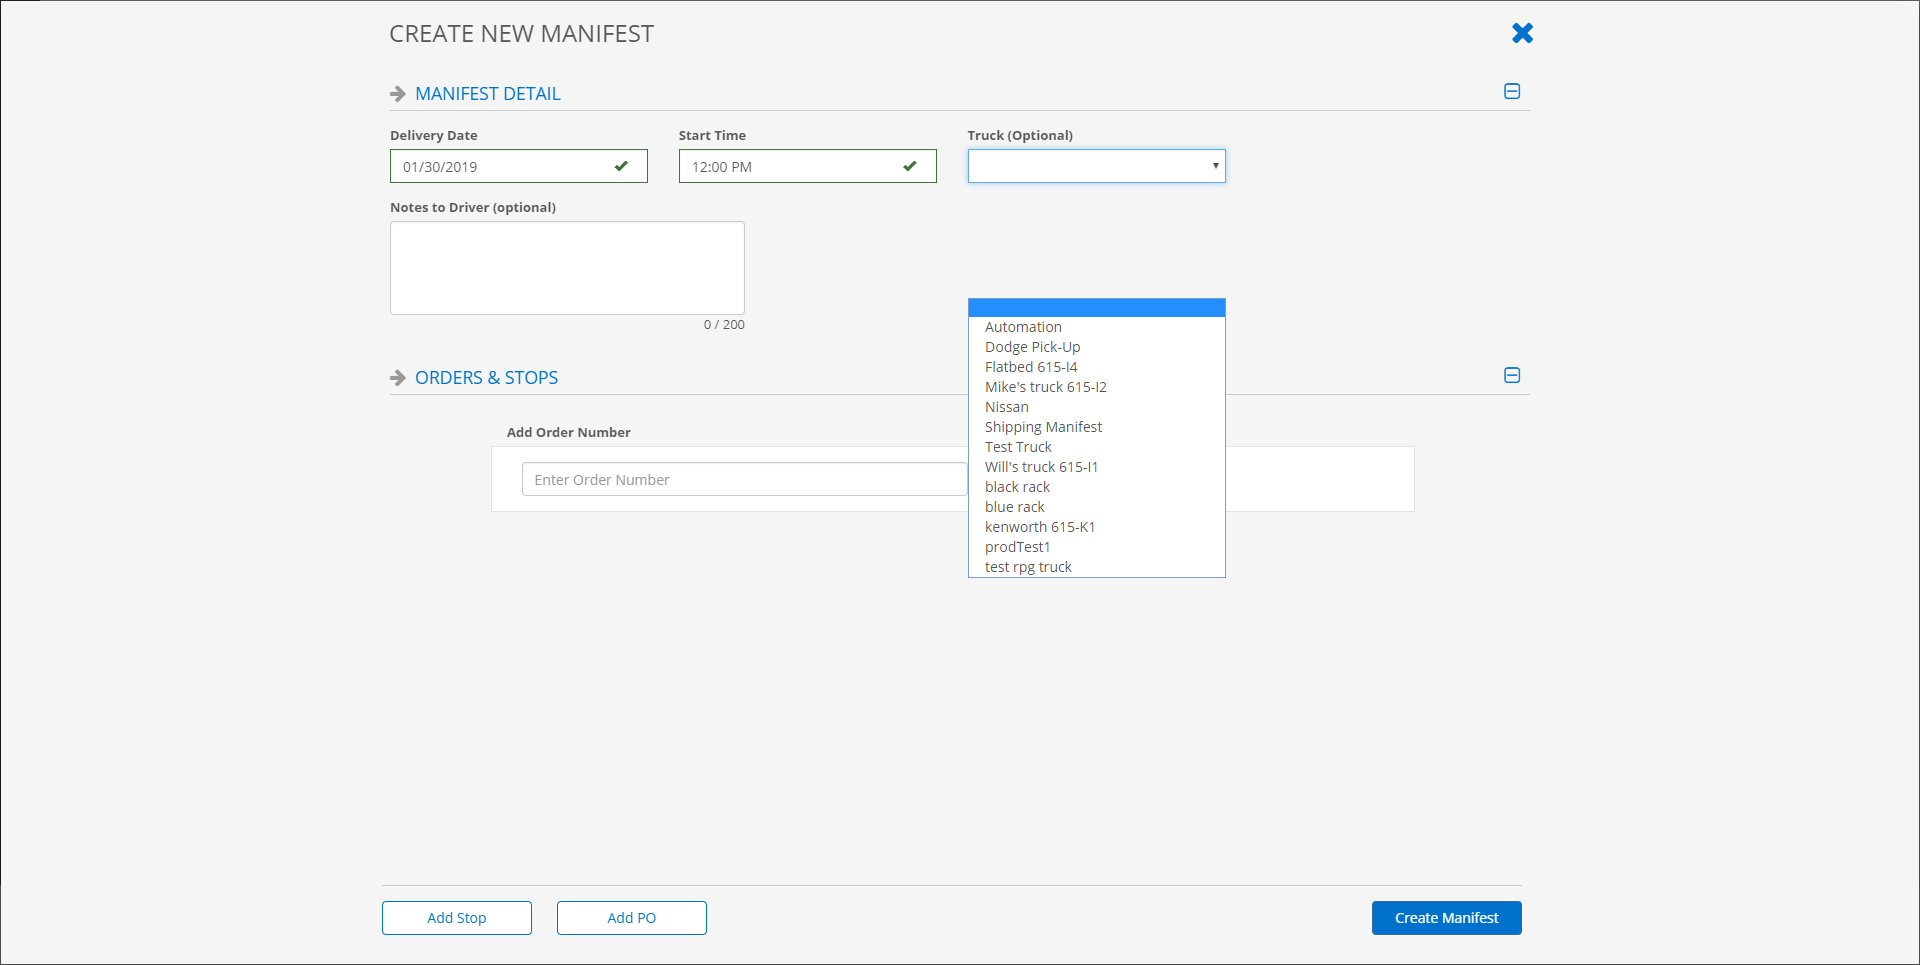 CREATE NEW MANIFEST
MANIFEST DETAIL
Delivery Date
Start Time
Truck (Optional)
01/30/2019
12:00 PM
Notes to Driver (optional)
0 / 200
Automation
Dodge Pick-Up
Flatbed 615-I4
Mike's truck 615-I2
Nissan
Shipping Manifest
Test Truck
Will's truck 615-I1
black rack
blue rack
kenworth 615-K1
prodTest1
test rpg truck
ORDERS & STOPS
Add Order Number
Enter Order Number
Add Stop
Add PO
Create Manifest